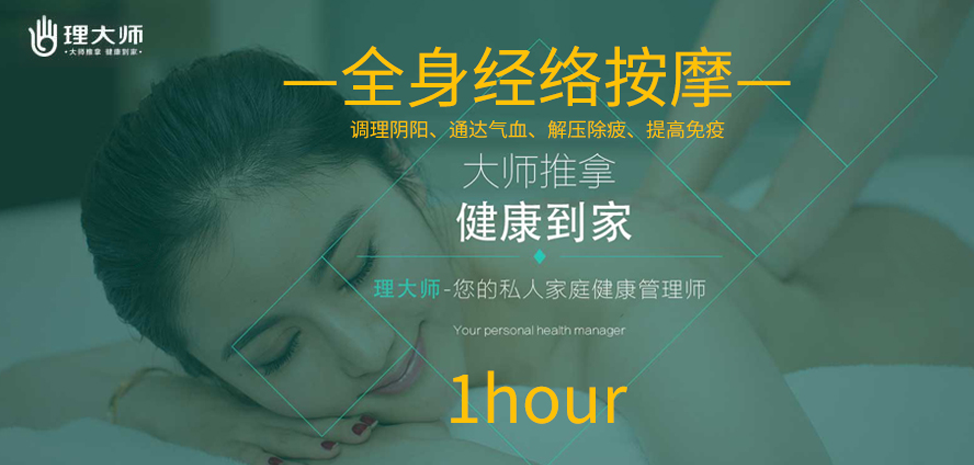 理大师
·大师推拿 健康到家·
—全身经络按摩—
调理阴阳、通达气血、解压除疲、提高免疫
大师推拿
健康到家
理大师-您的私人家庭健康管理师
Your personal health manager
1hour